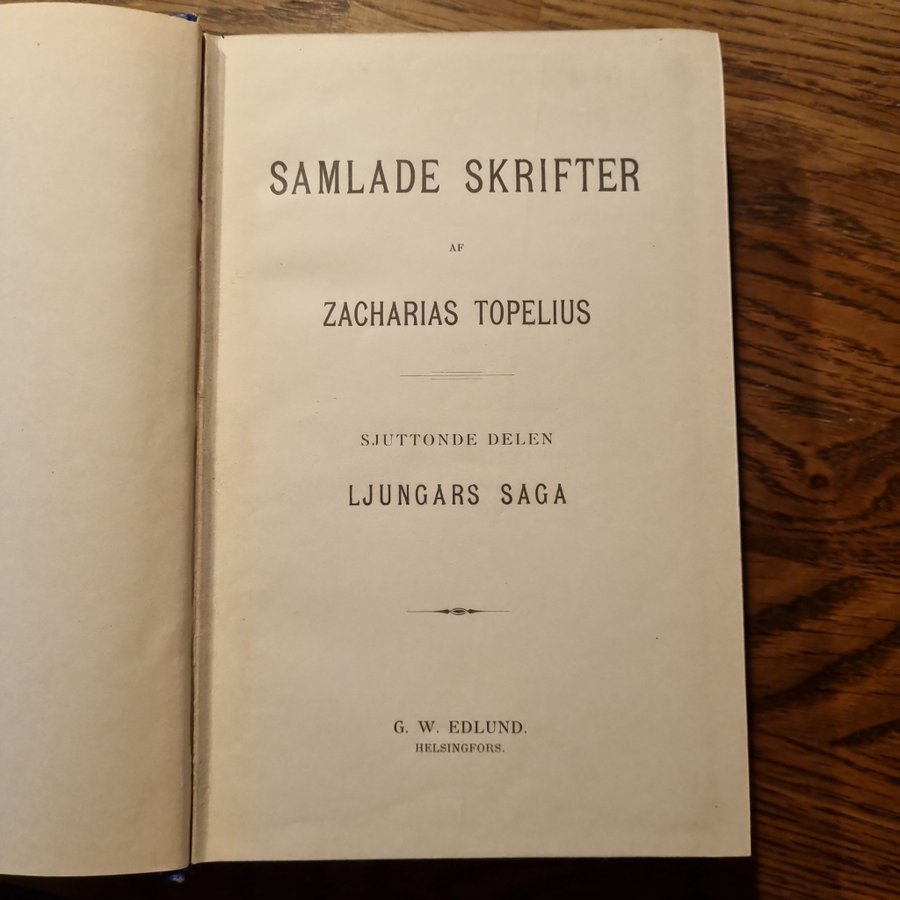 SAMLADE SKRIFTER
AF
ZACHARIAS TOPELIUS
SJUTTONDE DELEN
LJUNGARS SAGA
G. W. EDLUND.
HELSINGFORS.